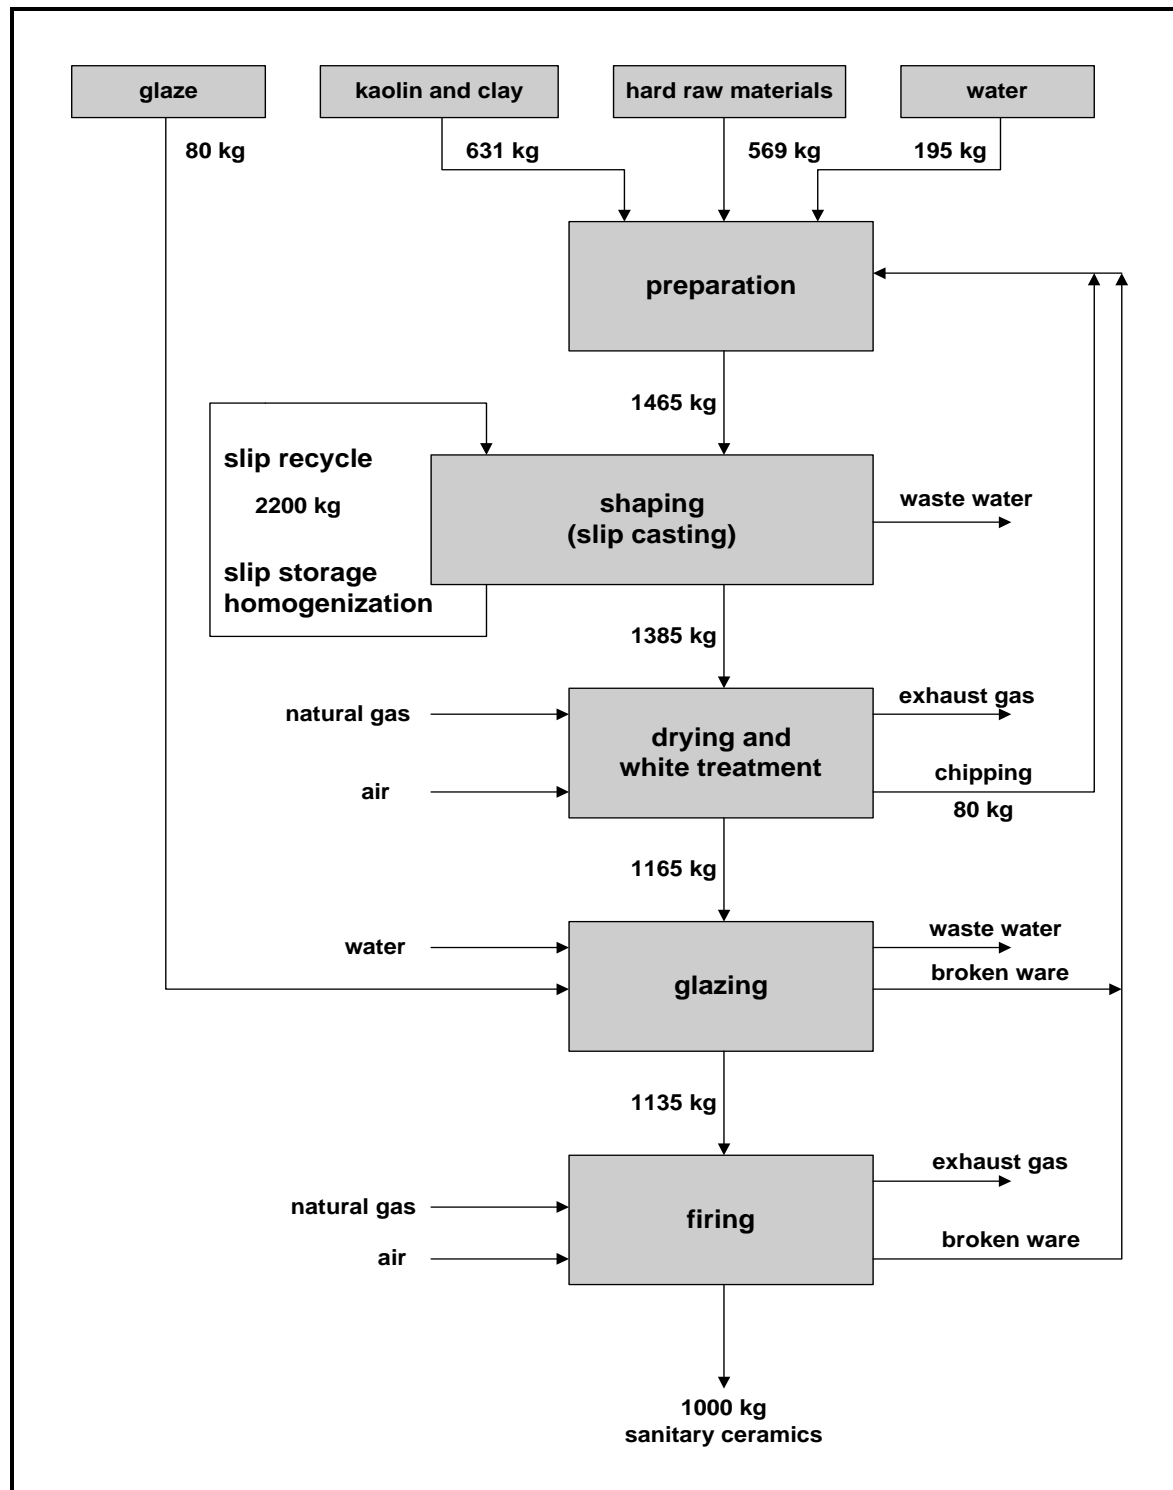 glaze
kaolin and clay
hard raw materials
water
80 kg
631 kg
569 kg
195 kg
preparation
1465 kg
slip recycle
2200 kg
slip storage
homogenization
shaping
(slip casting)
waste water
1385 kg
natural gas
air
drying and
white treatment
exhaust gas
chipping
80 kg
1165 kg
water
glazing
waste water
broken ware
1135 kg
natural gas
air
firing
exhaust gas
broken ware
1000 kg
sanitary ceramics